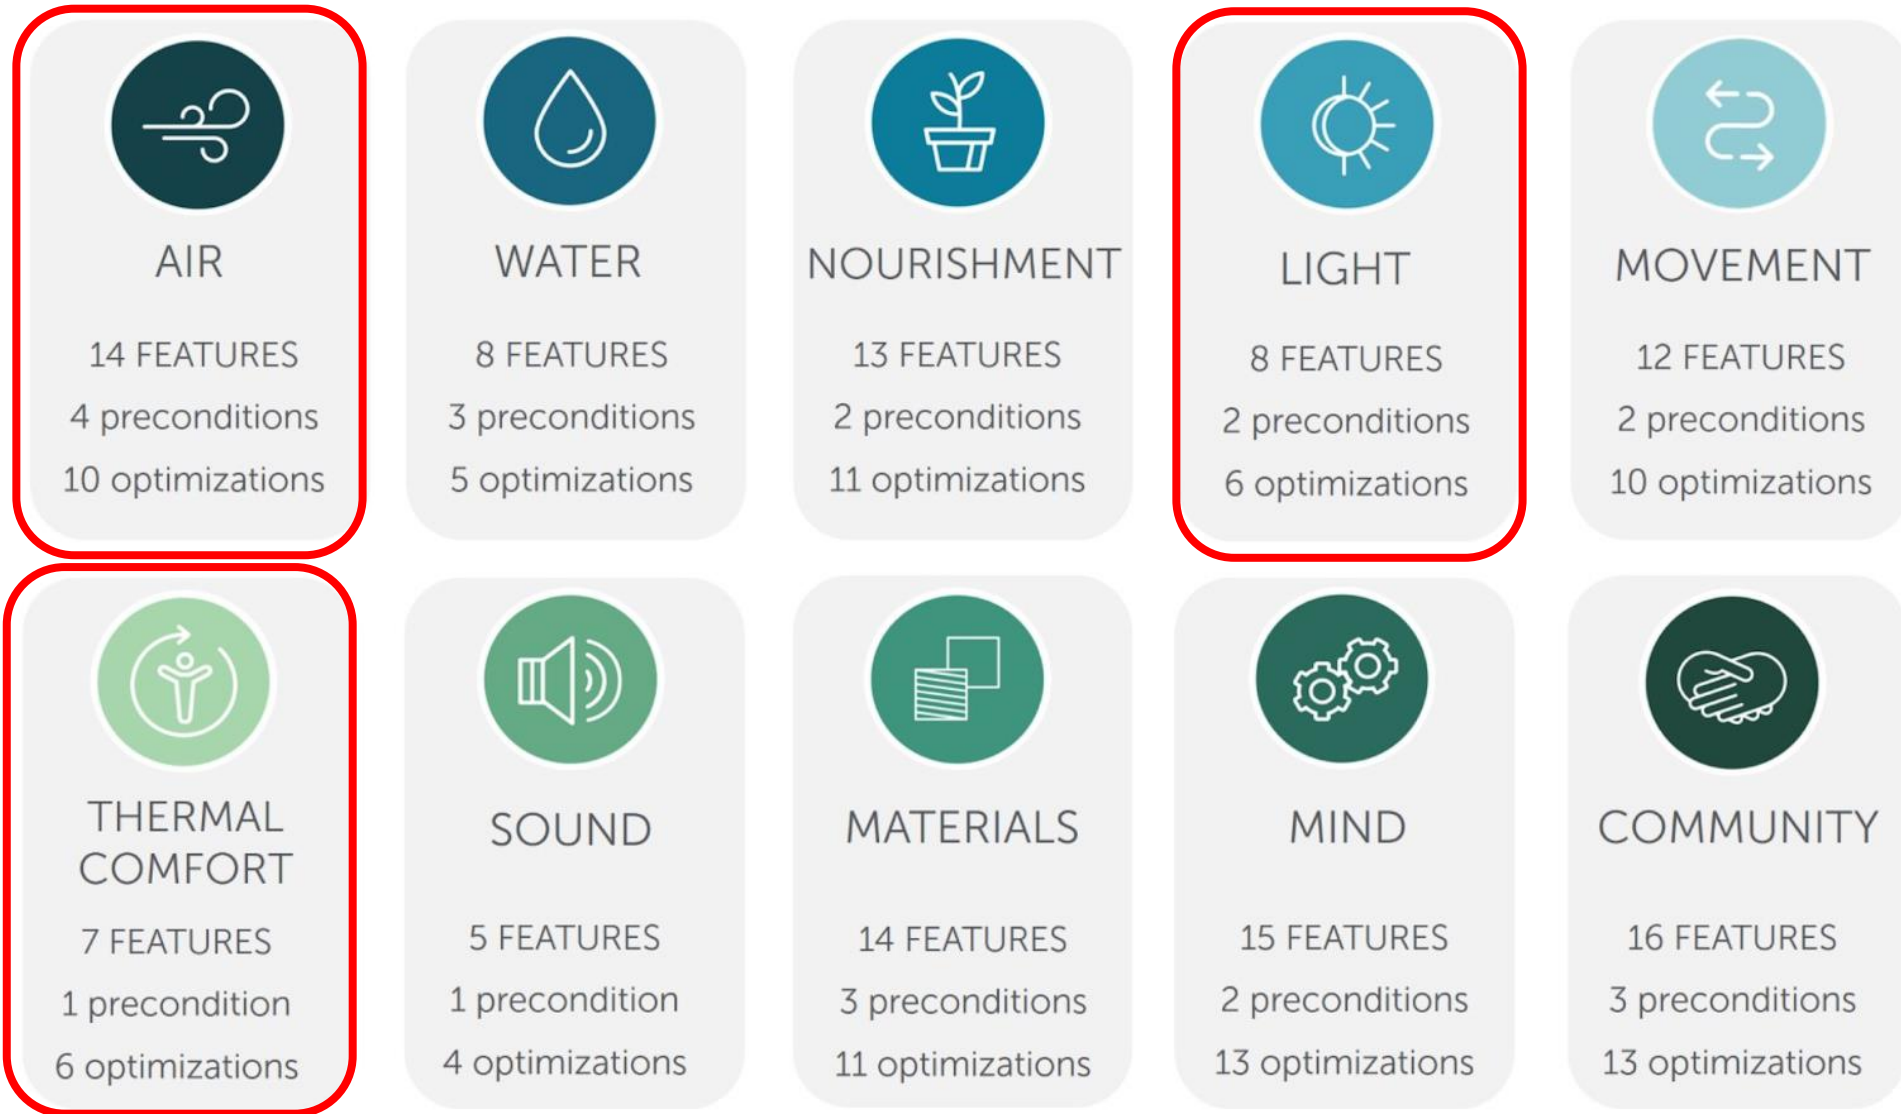 AIR
14 FEATURES
4 preconditions
10 optimizations
WATER
8 FEATURES
3 preconditions
5 optimizations
NOURISHMENT
13 FEATURES
2 preconditions
11 optimizations
LIGHT
8 FEATURES
2 preconditions
6 optimizations
MOVEMENT
12 FEATURES
2 preconditions
10 optimizations
THERMAL
COMFORT
7 FEATURES
1 precondition
6 optimizations
SOUND
5 FEATURES
1 precondition
4 optimizations
MATERIALS
14 FEATURES
3 preconditions
11 optimizations
MIND
15 FEATURES
2 preconditions
13 optimizations
COMMUNITY
16 FEATURES
3 preconditions
13 optimizations